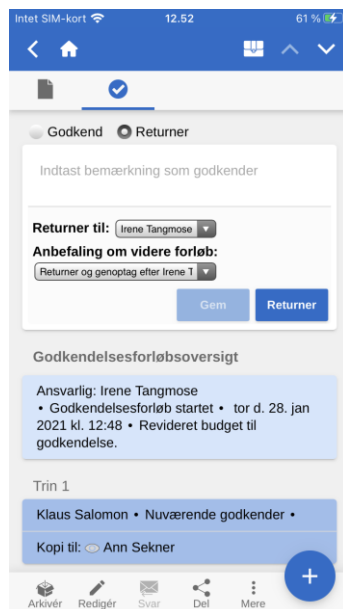 Intet SIM-kort 12.52 61 %
Godkend Returner
Indtast bemærkning som godkender
Returner til: Irene Tangmose
Anbefaling om videre forløb:
Returner og genoptag efter Irene T
Gem Returner
Godkendelsesforløbsoversigt
Ansvarlig: Irene Tangmose
• Godkendelsesforløb startet • tor d. 28. jan
2021 kl. 12:48 • Revideret budget til
godkendelse.
Trin 1
Klaus Salomon • Nuværende godkender •
Kopi til: Ann Sekner
Arkivér Redigér Svar Del Mere